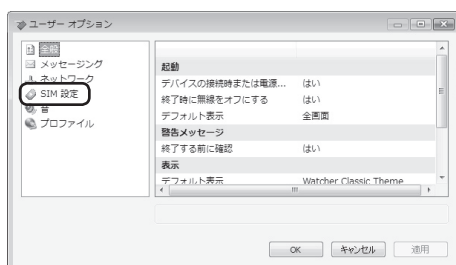 ユーザー オプション
全般
メッセージング
ネットワーク
SIM 設定
音
プロファイル
起動
デバイスの接続時または電源... はい
終了時に無線をオフにする はい
デフォルト表示 全画面
警告メッセージ
終了する前に確認 はい
表示
デフォルト表示 Watcher Classic Theme
OK キャンセル 適用